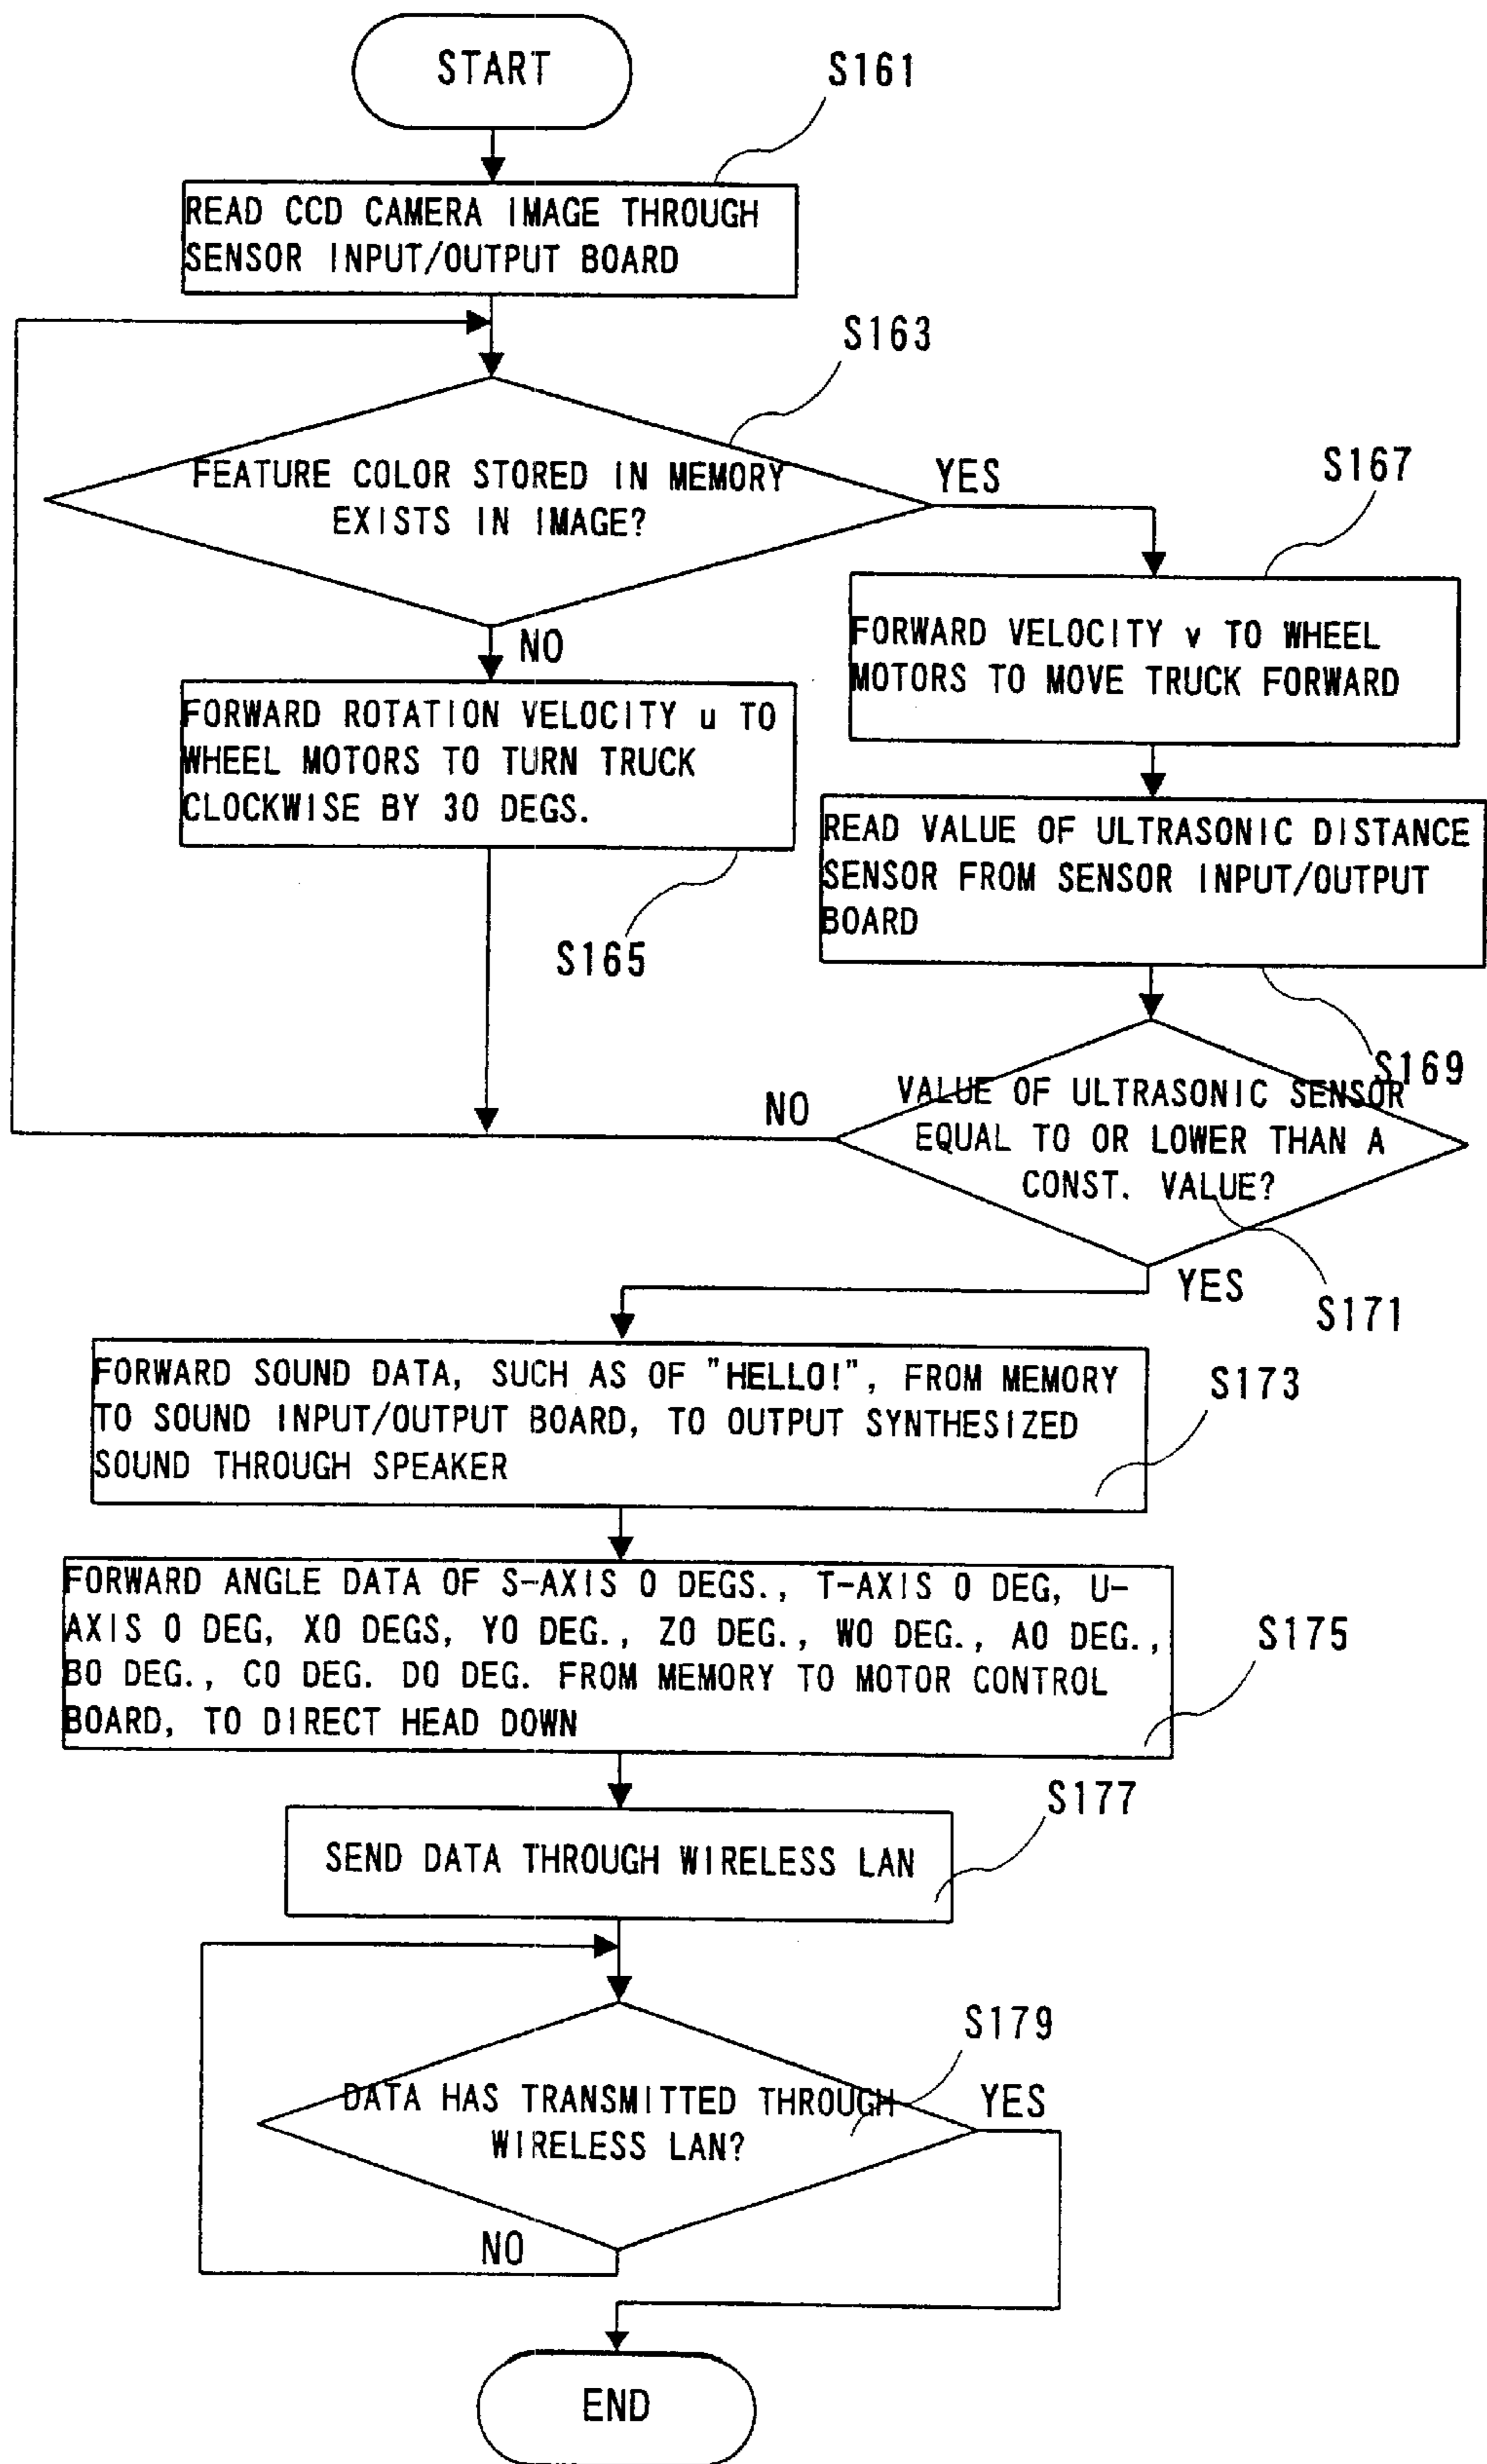 START
S161
READ CCD CAMERA IMAGE THROUGH
SENSOR INPUT/OUTPUT BOARD
S163
FEATURE COLOR STORED IN MEMORY
EXISTS IN IMAGE?
YES
S167
NO
FORWARD VELOCITY v TO WHEEL
MOTORS TO MOVE TRUCK FORWARD
FORWARD ROTATION VELOCITY u TO
WHEEL MOTORS TO TURN TRUCK
CLOCKWISE BY 30 DEGS.
S165
READ VALUE OF ULTRASONIC DISTANCE
SENSOR FROM SENSOR INPUT/OUTPUT
BOARD
S169
NO
VALUE OF ULTRASONIC SENSOR
EQUAL TO OR LOWER THAN A
CONST. VALUE?
YES
S171
FORWARD SOUND DATA, SUCH AS OF "HELLO!", FROM MEMORY
TO SOUND INPUT/OUTPUT BOARD, TO OUTPUT SYNTHESIZED
SOUND THROUGH SPEAKER
S173
FORWARD ANGLE DATA OF S-AXIS 0 DEGS., T-AXIS 0 DEG, U-
AXIS 0 DEG, X0 DEGS, Y0 DEG., Z0 DEG., W0 DEG., A0 DEG.,
B0 DEG., C0 DEG. D0 DEG. FROM MEMORY TO MOTOR CONTROL
BOARD, TO DIRECT HEAD DOWN
S175
S177
SEND DATA THROUGH WIRELESS LAN
S179
DATA HAS TRANSMITTED THROUGH
WIRELESS LAN?
YES
NO
END